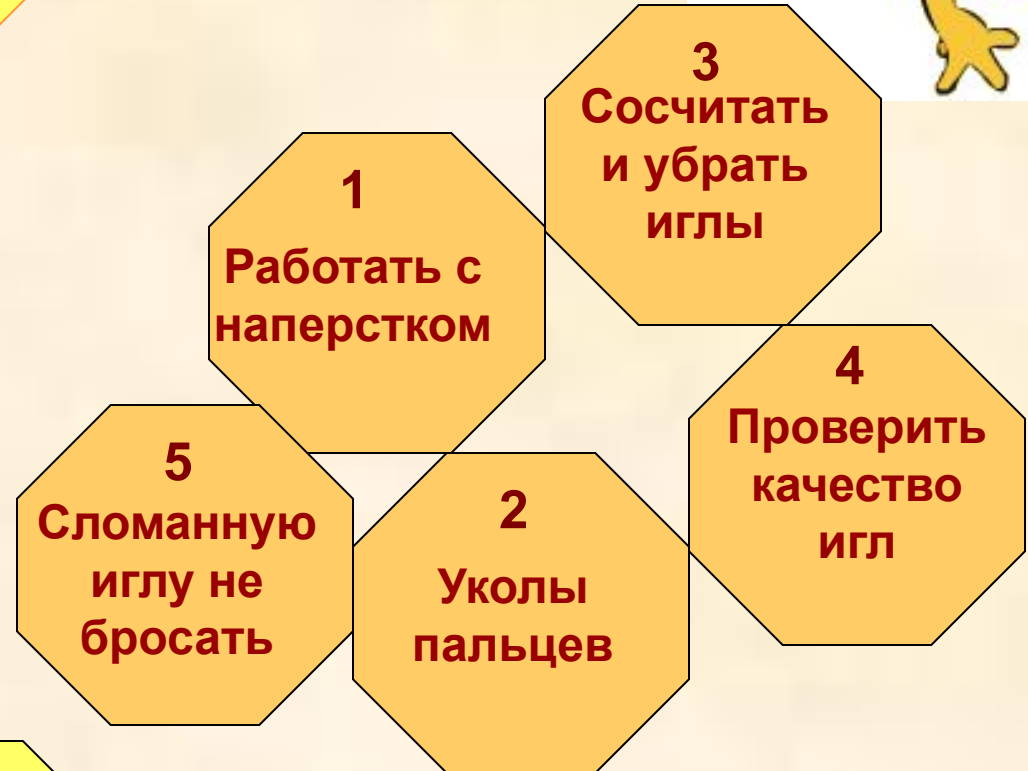 1
Работать с
наперстком
2
Уколы
пальцев
3
Сосчитать
и убрать
иглы
4
Проверить
качество
игл
5
Сломанную
иглу не
бросать